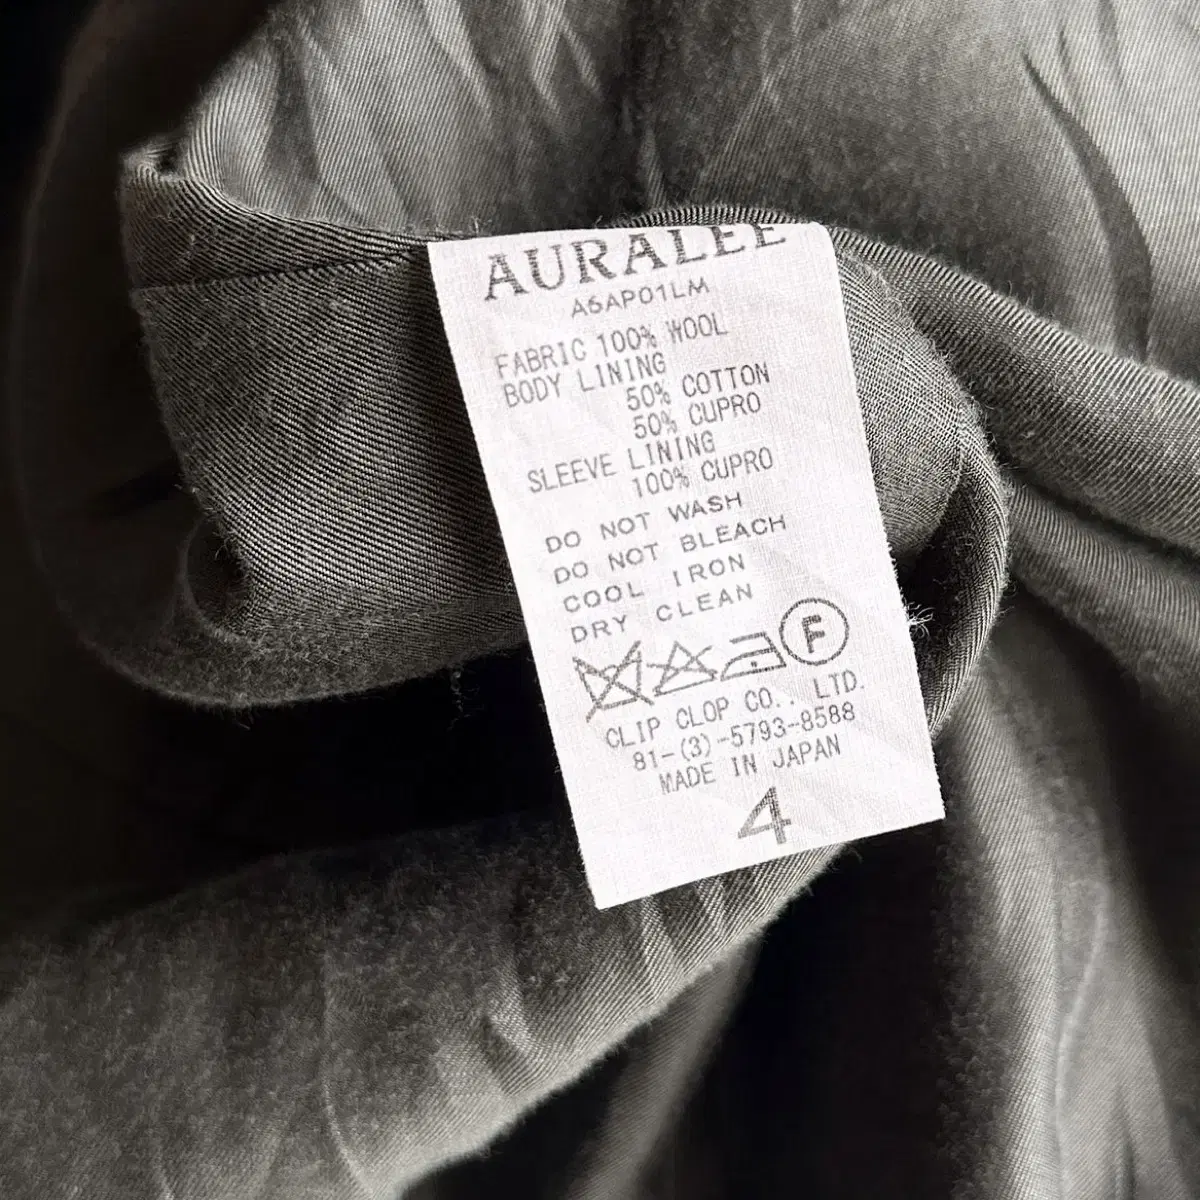 AURALEE
A6AP01LM
FABRIC 100% WOOL
BODY LINING
50% COTTON
50% CUPRO
SLEEVE LINING
100% CUPRO
DO NOT WASH
DO NOT BLEACH
COOL IRON
DRY CLEAN
F
CLIP CLOP CO., LTD.
81-(3)-5793-8588
MADE IN JAPAN
4